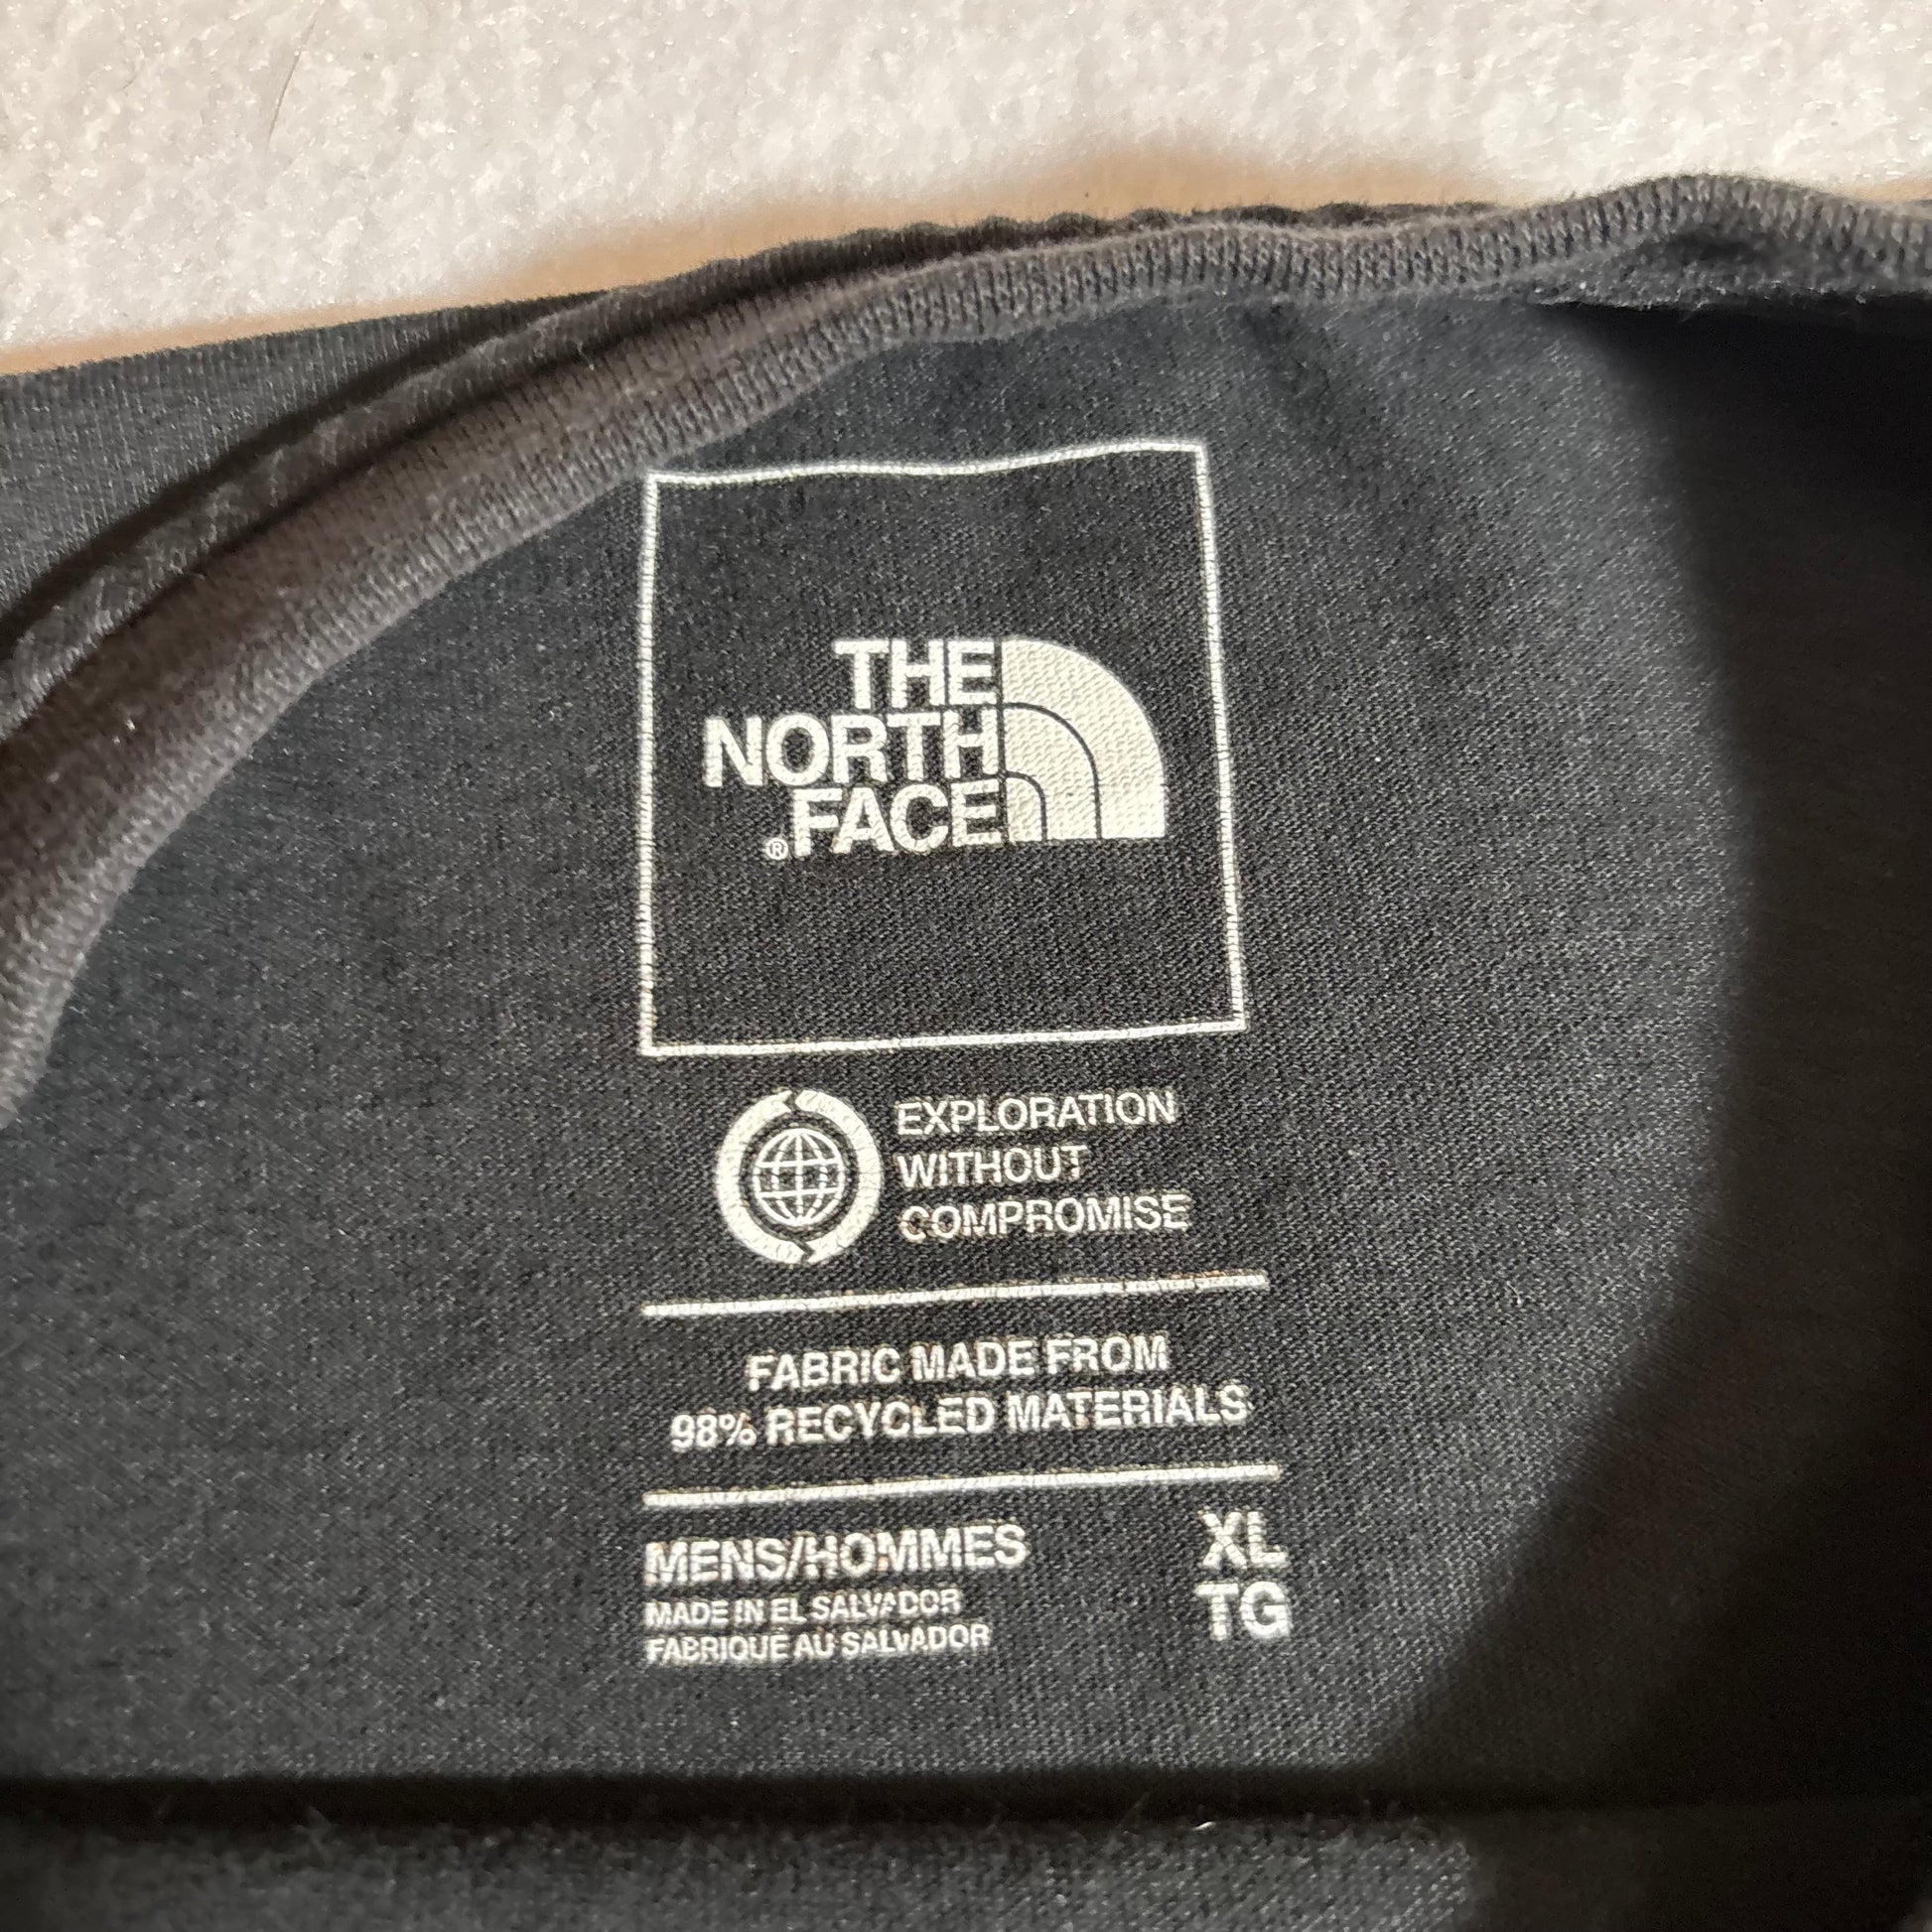 THE
NORTH
FACE
®
EXPLORATION
WITHOUT
COMPROMISE
FABRIC MADE FROM
98% RECYCLED MATERIALS
MENS/HOMMES XL
MADE IN EL SALVADOR TG
FABRIQUE AU SALVADOR